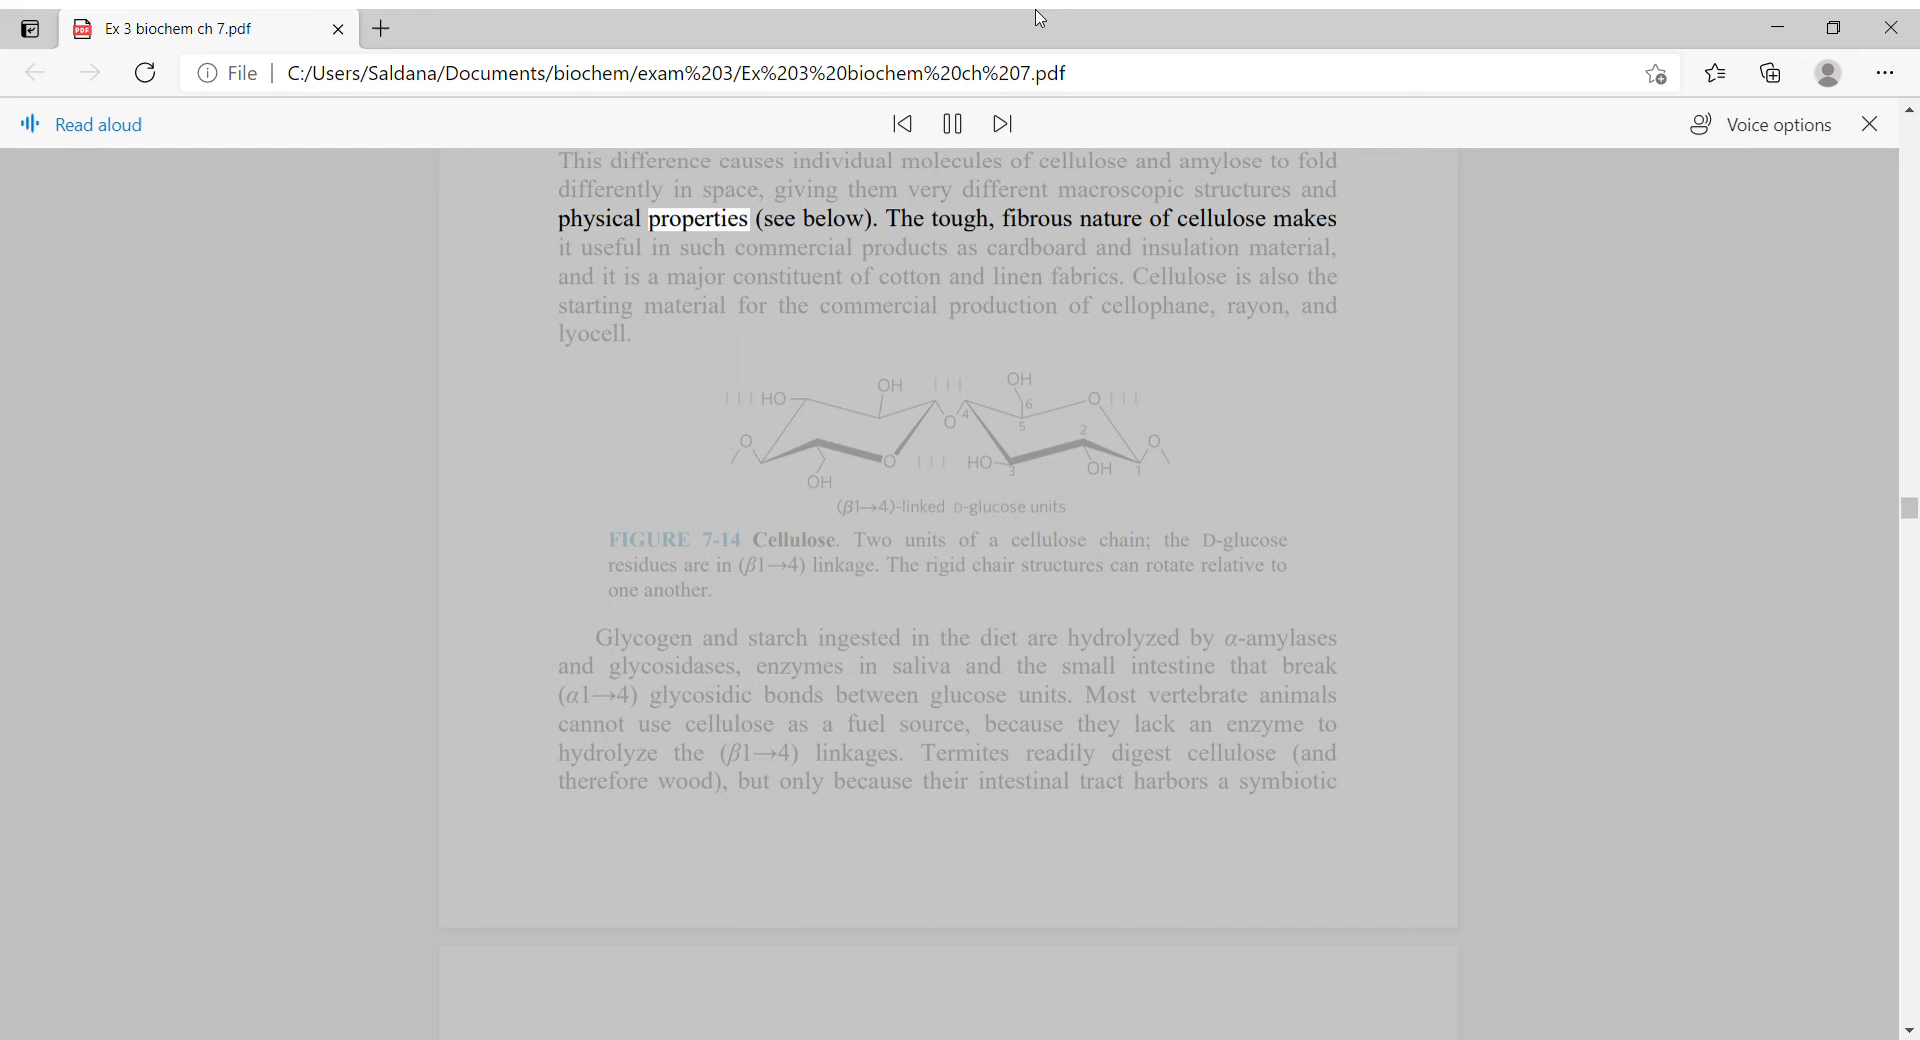 Ex 3 biochem ch 7.pdf
File | C:/Users/Saldana/Documents/biochem/exam%203/Ex%203%20biochem%20ch%207.pdf
Read aloud
Voice options
This difference causes individual molecules of cellulose and amylose to fold
differently in space, giving them very different macroscopic structures and
physical properties (see below). The tough, fibrous nature of cellulose makes
it useful in such commercial products as cardboard and insulation material,
and it is a major constituent of cotton and linen fabrics. Cellulose is also the
starting material for the commercial production of cellophane, rayon, and
lyocell.
OH OH
HO 6 O
4 5 2
O O O
O HO 3 OH 1
OH
(β1→4)-linked D-glucose units
FIGURE 7-14 Cellulose. Two units of a cellulose chain; the D-glucose
residues are in (β1→4) linkage. The rigid chair structures can rotate relative to
one another.
Glycogen and starch ingested in the diet are hydrolyzed by α-amylases
and glycosidases, enzymes in saliva and the small intestine that break
(α1→4) glycosidic bonds between glucose units. Most vertebrate animals
cannot use cellulose as a fuel source, because they lack an enzyme to
hydrolyze the (β1→4) linkages. Termites readily digest cellulose (and
therefore wood), but only because their intestinal tract harbors a symbiotic